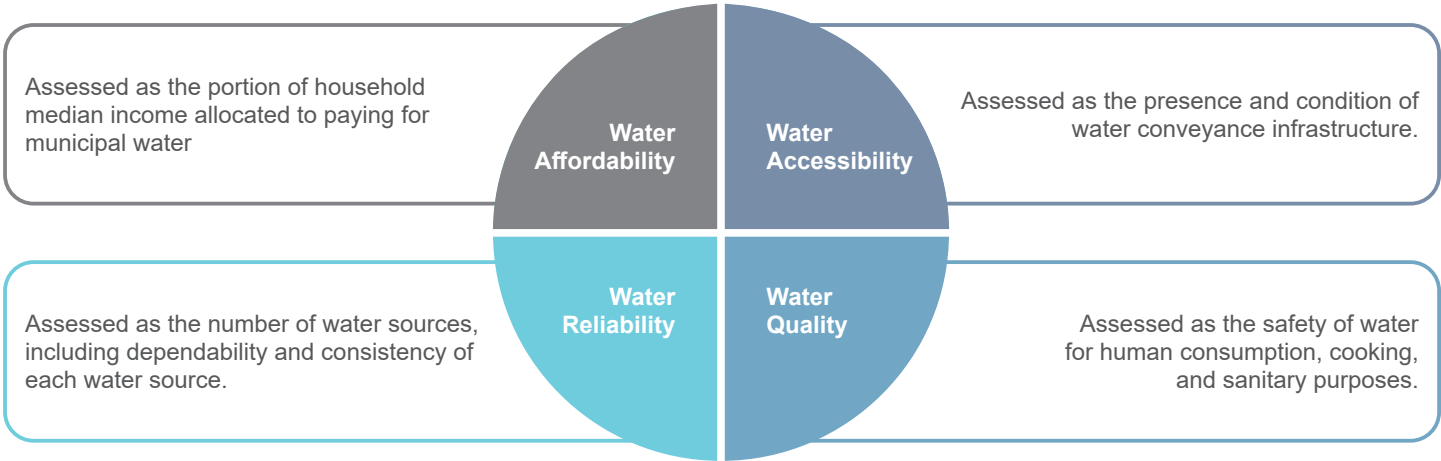 Assessed as the portion of household
median income allocated to paying for
municipal water
Water
Affordability
Water
Accessibility
Assessed as the presence and condition of
water conveyance infrastructure.
Assessed as the number of water sources,
including dependability and consistency of
each water source.
Water
Reliability
Water
Quality
Assessed as the safety of water
for human consumption, cooking,
and sanitary purposes.